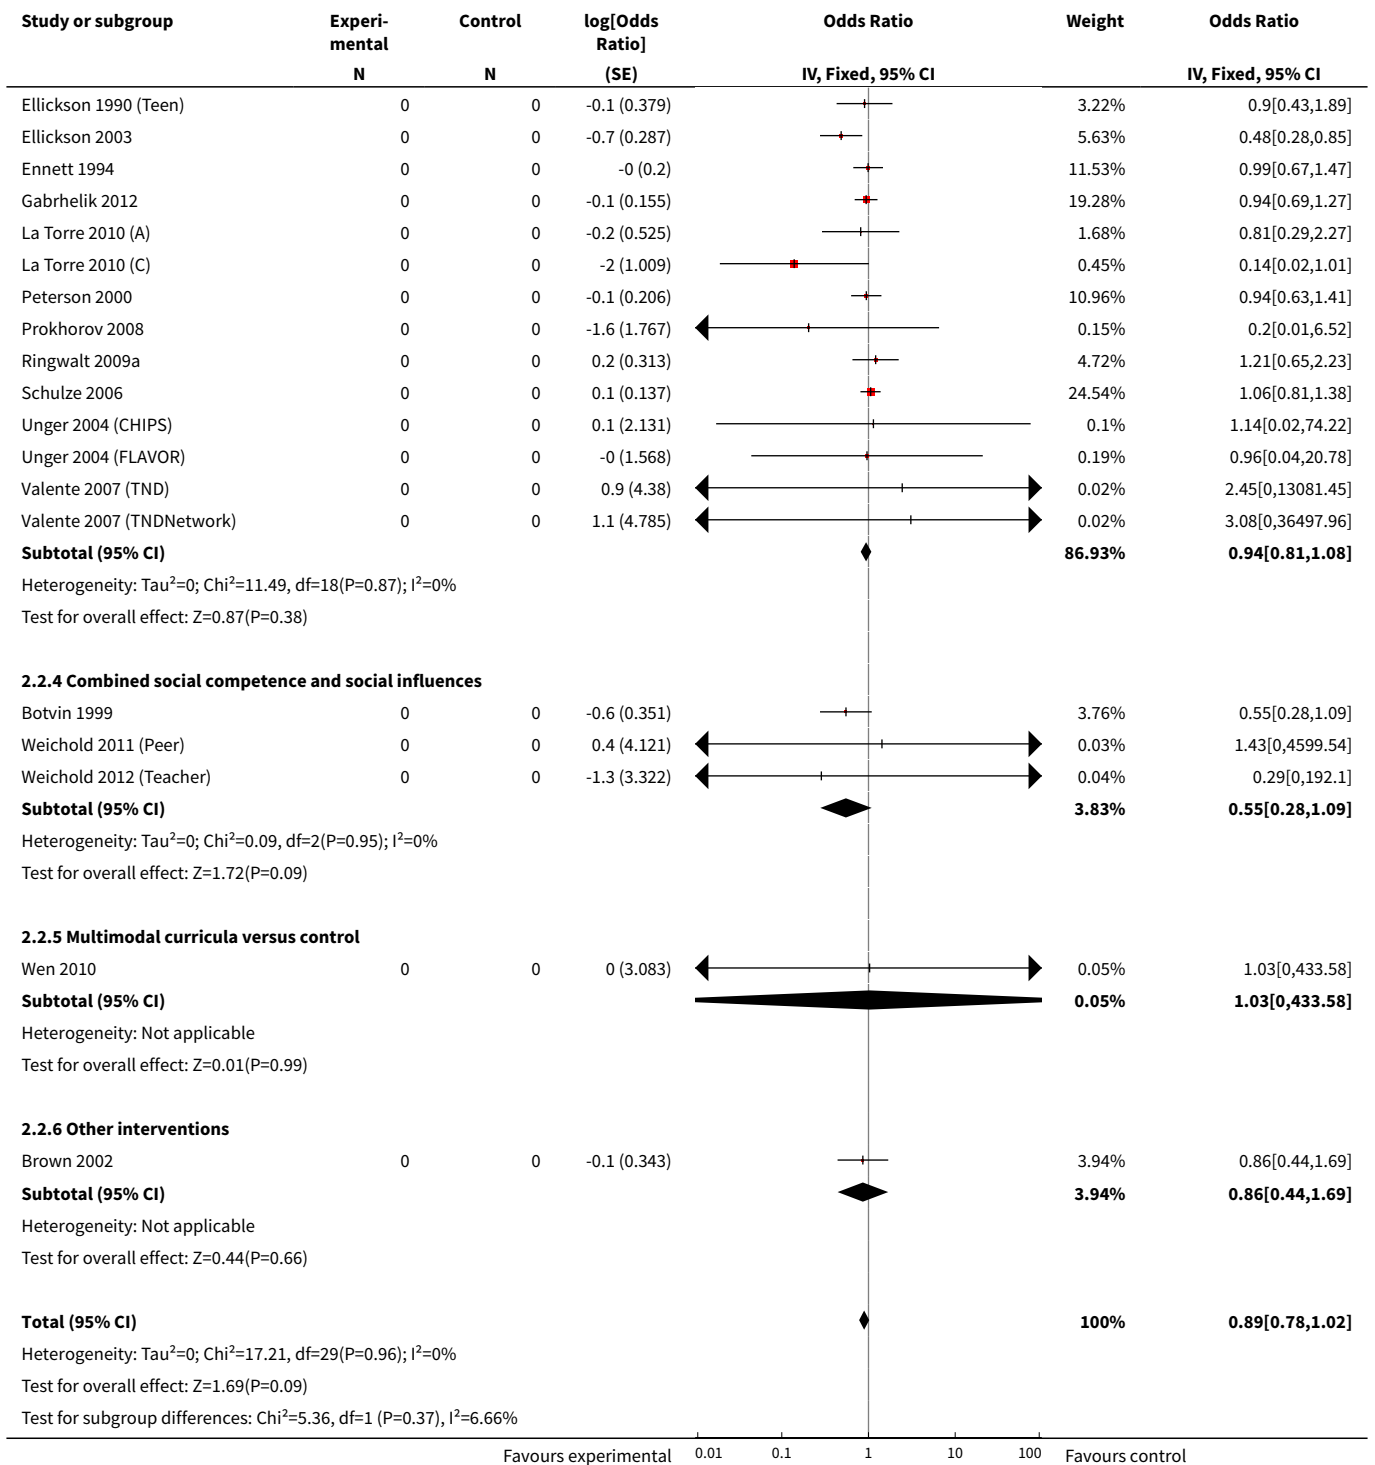 Study or subgroup Experi- Control log[Odds Odds Ratio Weight Odds Ratio
mental Ratio]
N N (SE) IV, Fixed, 95% CI IV, Fixed, 95% CI
Ellickson 1990 (Teen) 0 0 -0.1 (0.379) 3.22% 0.9[0.43,1.89]
Ellickson 2003 0 0 -0.7 (0.287) 5.63% 0.48[0.28,0.85]
Ennett 1994 0 0 -0 (0.2) 11.53% 0.99[0.67,1.47]
Gabrhelik 2012 0 0 -0.1 (0.155) 19.28% 0.94[0.69,1.27]
La Torre 2010 (A) 0 0 -0.2 (0.525) 1.68% 0.81[0.29,2.27]
La Torre 2010 (C) 0 0 -2 (1.009) 0.45% 0.14[0.02,1.01]
Peterson 2000 0 0 -0.1 (0.206) 10.96% 0.94[0.63,1.41]
Prokhorov 2008 0 0 -1.6 (1.767) 0.15% 0.2[0.01,6.52]
Ringwalt 2009a 0 0 0.2 (0.313) 4.72% 1.21[0.65,2.23]
Schulze 2006 0 0 0.1 (0.137) 24.54% 1.06[0.81,1.38]
Unger 2004 (CHIPS) 0 0 0.1 (2.131) 0.1% 1.14[0.02,74.22]
Unger 2004 (FLAVOR) 0 0 -0 (1.568) 0.19% 0.96[0.04,20.78]
Valente 2007 (TND) 0 0 0.9 (4.38) 0.02% 2.45[0,13081.45]
Valente 2007 (TNDNetwork) 0 0 1.1 (4.785) 0.02% 3.08[0,36497.96]
Subtotal (95% CI) 86.93% 0.94[0.81,1.08]
Heterogeneity: Tau²=0; Chi²=11.49, df=18(P=0.87); I²=0%
Test for overall effect: Z=0.87(P=0.38)
2.2.4 Combined social competence and social influences
Botvin 1999 0 0 -0.6 (0.351) 3.76% 0.55[0.28,1.09]
Weichold 2011 (Peer) 0 0 0.4 (4.121) 0.03% 1.43[0,4599.54]
Weichold 2012 (Teacher) 0 0 -1.3 (3.322) 0.04% 0.29[0,192.1]
Subtotal (95% CI) 3.83% 0.55[0.28,1.09]
Heterogeneity: Tau²=0; Chi²=0.09, df=2(P=0.95); I²=0%
Test for overall effect: Z=1.72(P=0.09)
2.2.5 Multimodal curricula versus control
Wen 2010 0 0 0 (3.083) 0.05% 1.03[0,433.58]
Subtotal (95% CI) 0.05% 1.03[0,433.58]
Heterogeneity: Not applicable
Test for overall effect: Z=0.01(P=0.99)
2.2.6 Other interventions
Brown 2002 0 0 -0.1 (0.343) 3.94% 0.86[0.44,1.69]
Subtotal (95% CI) 3.94% 0.86[0.44,1.69]
Heterogeneity: Not applicable
Test for overall effect: Z=0.44(P=0.66)
Total (95% CI) 100% 0.89[0.78,1.02]
Heterogeneity: Tau²=0; Chi²=17.21, df=29(P=0.96); I²=0%
Test for overall effect: Z=1.69(P=0.09)
Test for subgroup differences: Chi²=5.36, df=1 (P=0.37), I²=6.66%
Favours experimental 0.01 0.1 1 10 100 Favours control